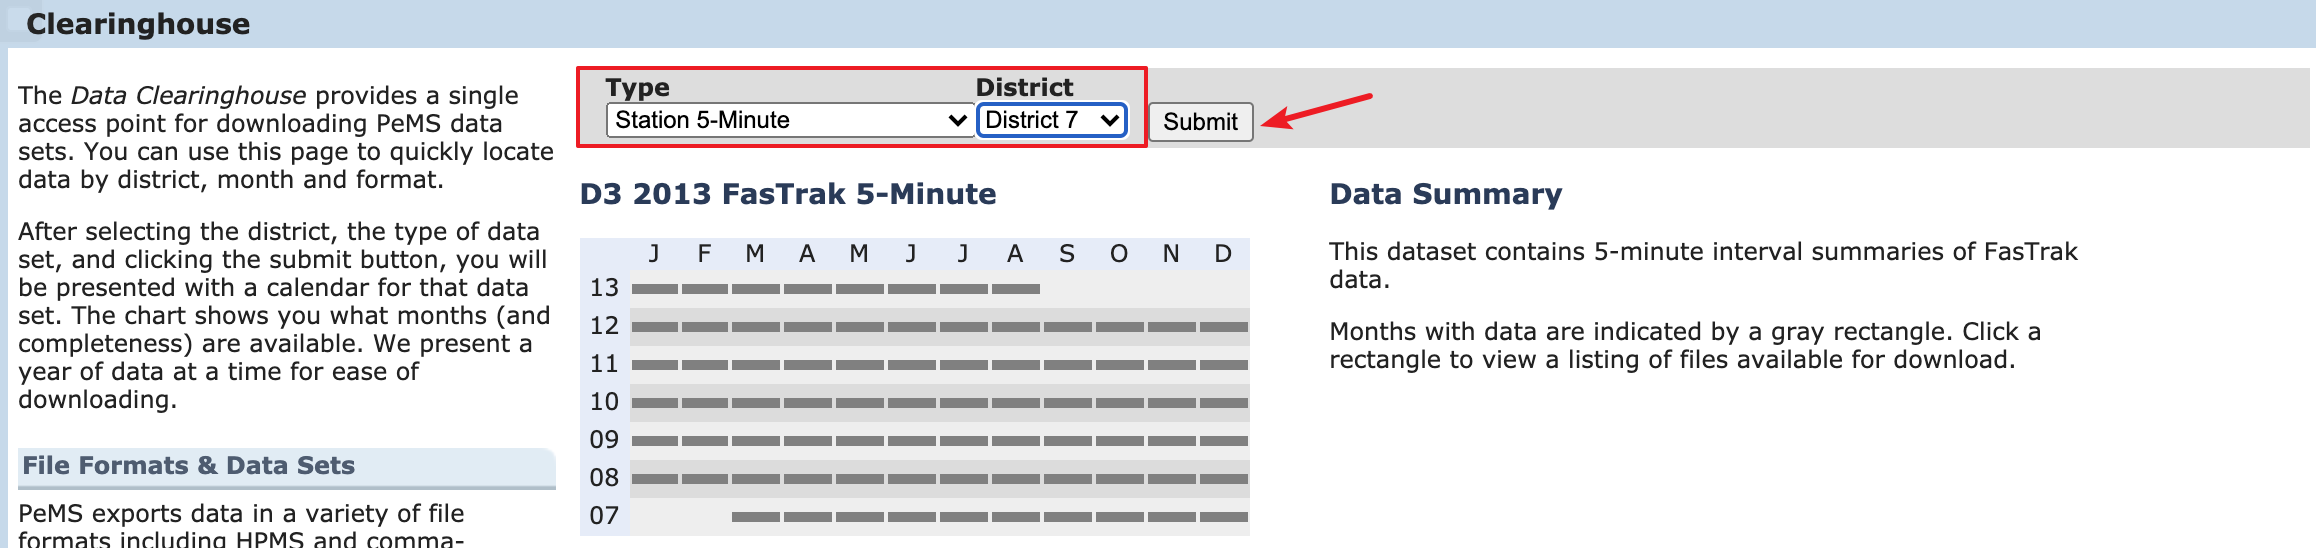 Clearinghouse
The Data Clearinghouse provides a single
access point for downloading PeMS data
sets. You can use this page to quickly locate
data by district, month and format.
After selecting the district, the type of data
set, and clicking the submit button, you will
be presented with a calendar for that data
set. The chart shows you what months (and
completeness) are available. We present a
year of data at a time for ease of
downloading.
File Formats & Data Sets
PeMS exports data in a variety of file
formats including HPMS and comma-
Type District
Station 5-Minute District 7 Submit
D3 2013 FasTrak 5-Minute
J F M A M J J A S O N D
13
12
11
10
09
08
07
Data Summary
This dataset contains 5-minute interval summaries of FasTrak
data.
Months with data are indicated by a gray rectangle. Click a
rectangle to view a listing of files available for download.